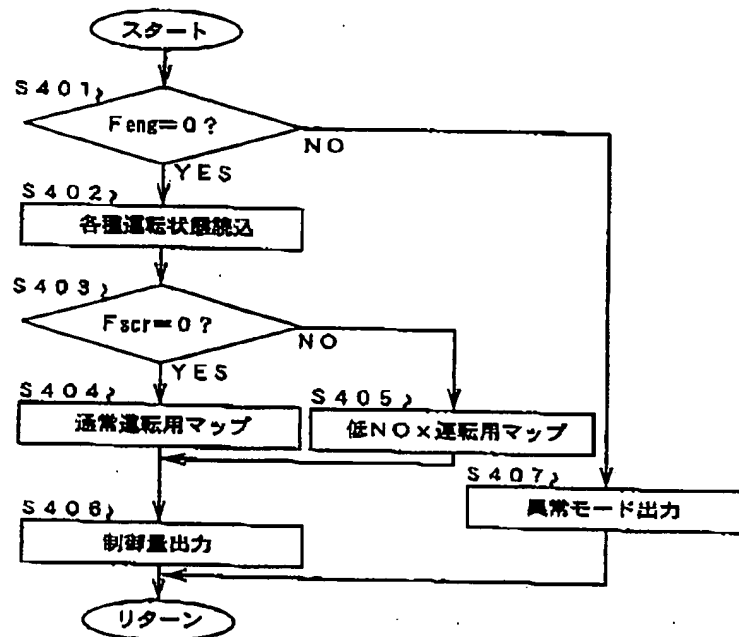 スタート
S401
Feng=0?
NO
YES
S402
各種運転状態読込
S403
Fscr=0?
NO
YES
S404
通常運転用マップ
S405
低NOx運転用マップ
S407
異常モード出力
S406
制御量出力
リターン